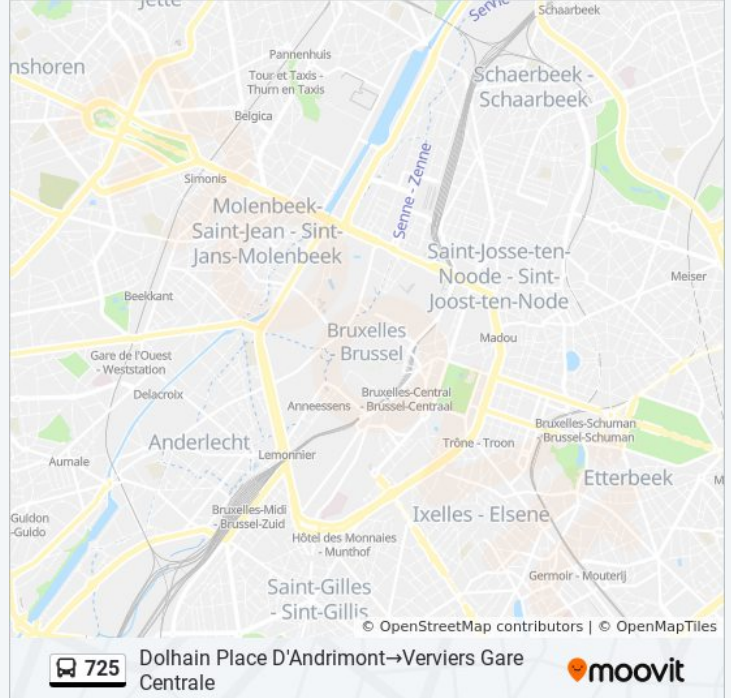 Jette
Servic
Schaarbeek
Pannenhuis
nshoren
Tour et Taxis -
Thurn en Taxis
Schaerbeek -
Schaarbeek
Belgica
Senne - Zenne
Simonis
Molenbeek-
Saint-Jean - Sint-
Jans-Molenbeek
Saint-Josse-ten-
Noode - Sint-
Joost-ten-Node
Meiser
Beekkant
Bruxelles
- Brussel
Madou
Gare de l'Ouest
- Weststation
Delacroix
Bruxelles-Central
- Brussel-Centraal
Anneessens
Bruxelles-Schuman
- Brussel-Schuman
Anderlecht
Trône - Troon
Lemonnier
Aumale
Etterbeek
M
Bruxelles-Midi
- Brussel-Zuid
Guidon
-Guido
Ixelles - Elsene
Hôtel des Monnaies
- Munthof
Germoir - Mouterij
Saint-Gilles
- Sint-Gillis
© OpenStreetMap contributors | © OpenMapTiles
725
Dolhain Place D'Andrimont→Verviers Gare
Centrale
moovit